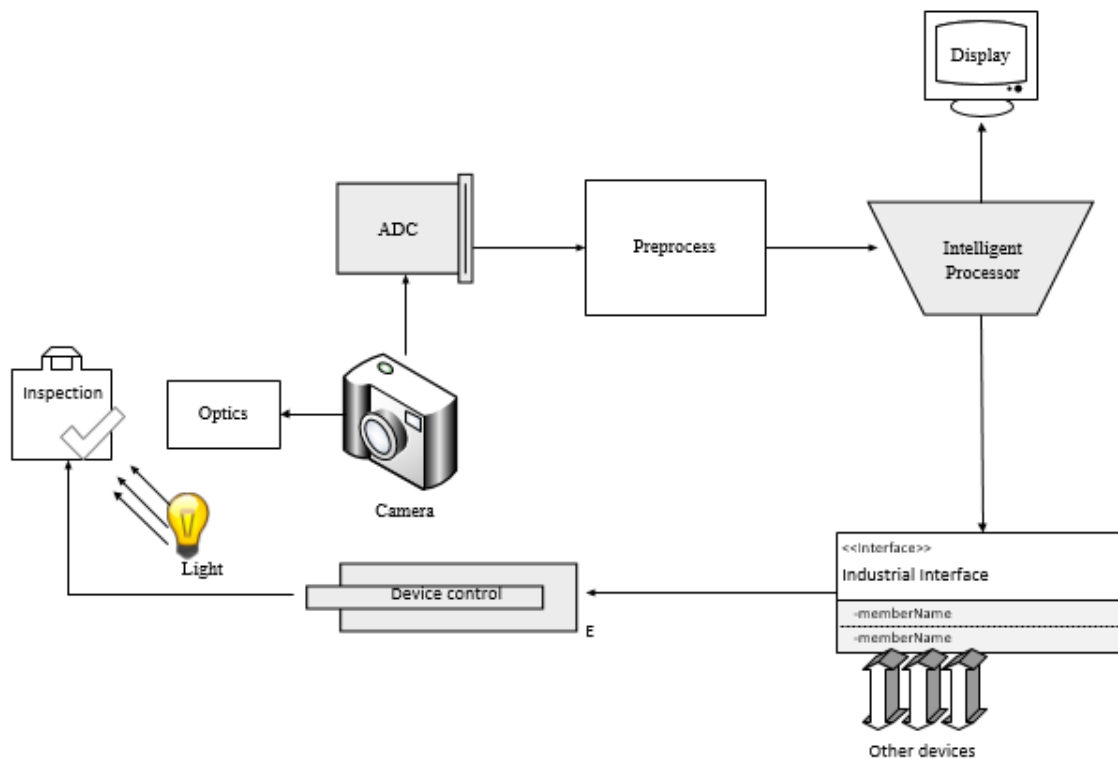 Display
ADC
Preprocess
Intelligent
Processor
Inspection
Optics
Camera
Light
<<Interface>>
Industrial Interface
-memberName
-memberName
Device control
E
Other devices